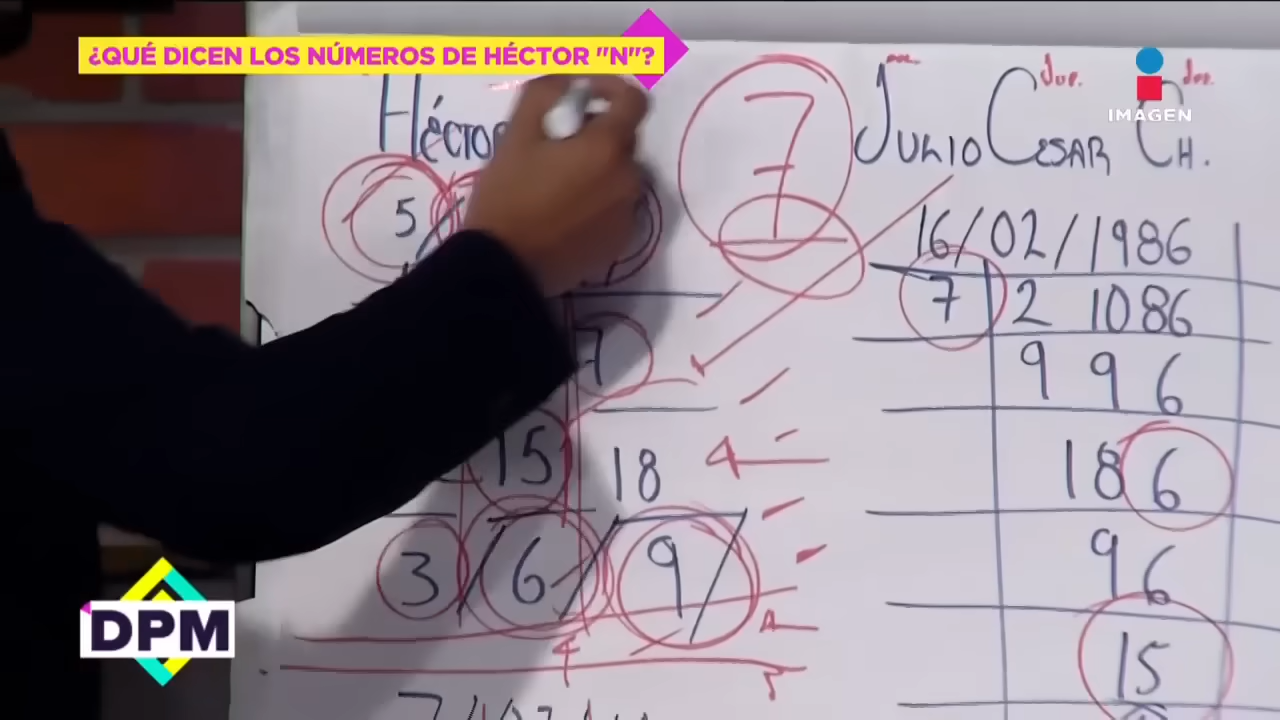 ¿QUÉ DICEN LOS NÚMEROS DE HÉCTOR "N"?
IMAGEN
Héctor
7
JULIO CESAR CH.
5
16/02/1986
7 2 1086
7
9 9 6
15 18
18 6
3/6/9/
9 6
15
DPM